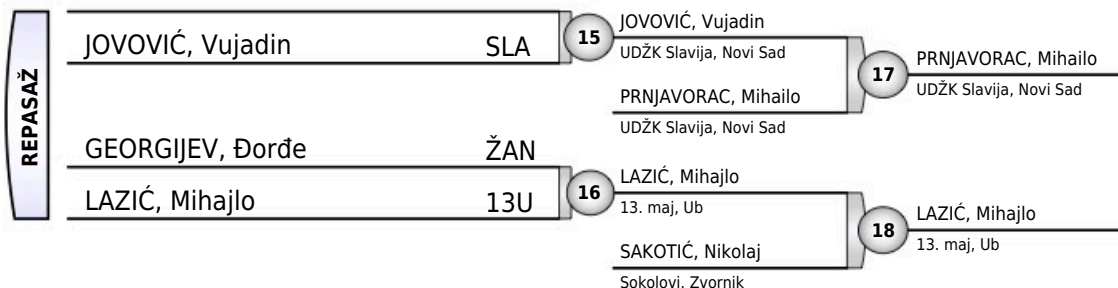 REPASAŽ
JOVOVIĆ, Vujadin SLA
GEORGIJEV, Đorđe ŽAN
LAZIĆ, Mihajlo 13U
15
JOVOVIĆ, Vujadin
UDŽK Slavija, Novi Sad
PRNJAVORAC, Mihailo
UDŽK Slavija, Novi Sad
16
LAZIĆ, Mihajlo
13. maj, Ub
SAKOTIĆ, Nikolaj
Sokolovi, Zvornik
17
PRNJAVORAC, Mihailo
UDŽK Slavija, Novi Sad
18
LAZIĆ, Mihajlo
13. maj, Ub